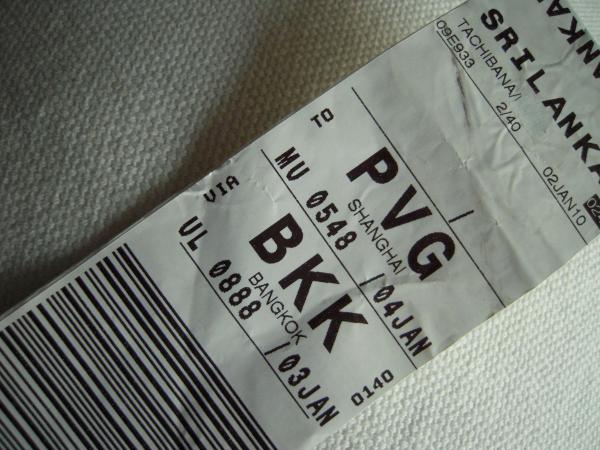 SRILANKA
TACHIBANA/I
09E933 2/40 02JAN10
TO
PVG
SHANGHAI
MU 0548 /04JAN
VIA
BKK
BANGKOK
UL 0888 /03JAN
0140